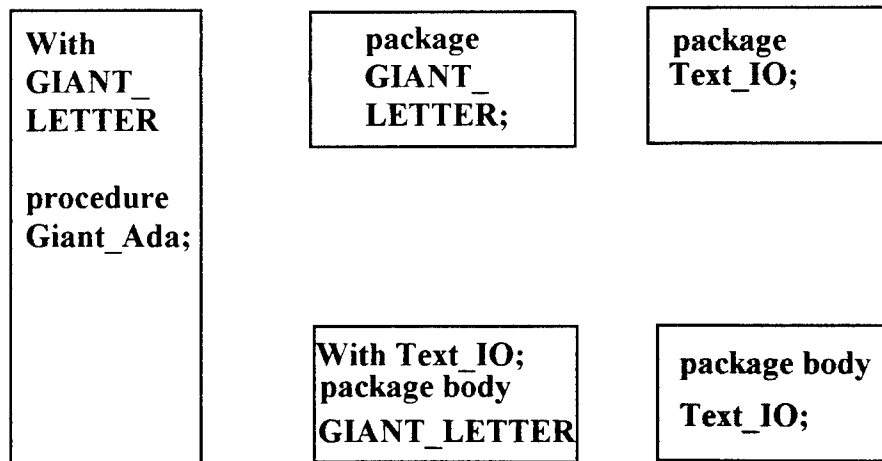 With
GIANT_
LETTER
procedure
Giant_Ada;
package
GIANT_
LETTER;
package
Text_IO;
With Text_IO;
package body
GIANT_LETTER
package body
Text_IO;